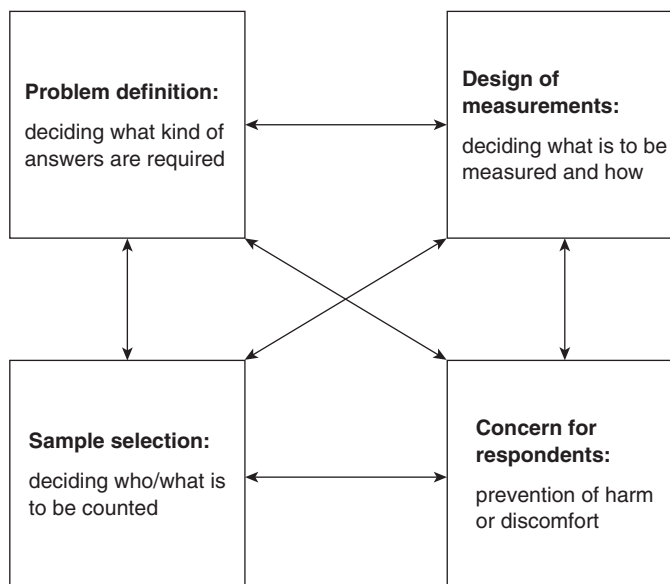 Problem definition:
deciding what kind of
answers are required
Design of
measurements:
deciding what is to be
measured and how
Sample selection:
deciding who/what is
to be counted
Concern for
respondents:
prevention of harm
or discomfort